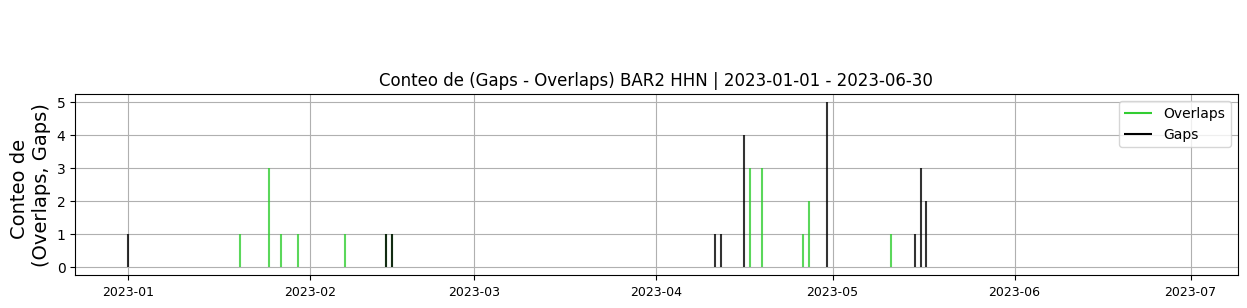 Conteo de (Gaps - Overlaps) BAR2 HHN | 2023-01-01 - 2023-06-30
Conteo de
(Overlaps, Gaps)
5
4
3
2
1
0
Overlaps
Gaps
2023-01
2023-02
2023-03
2023-04
2023-05
2023-06
2023-07